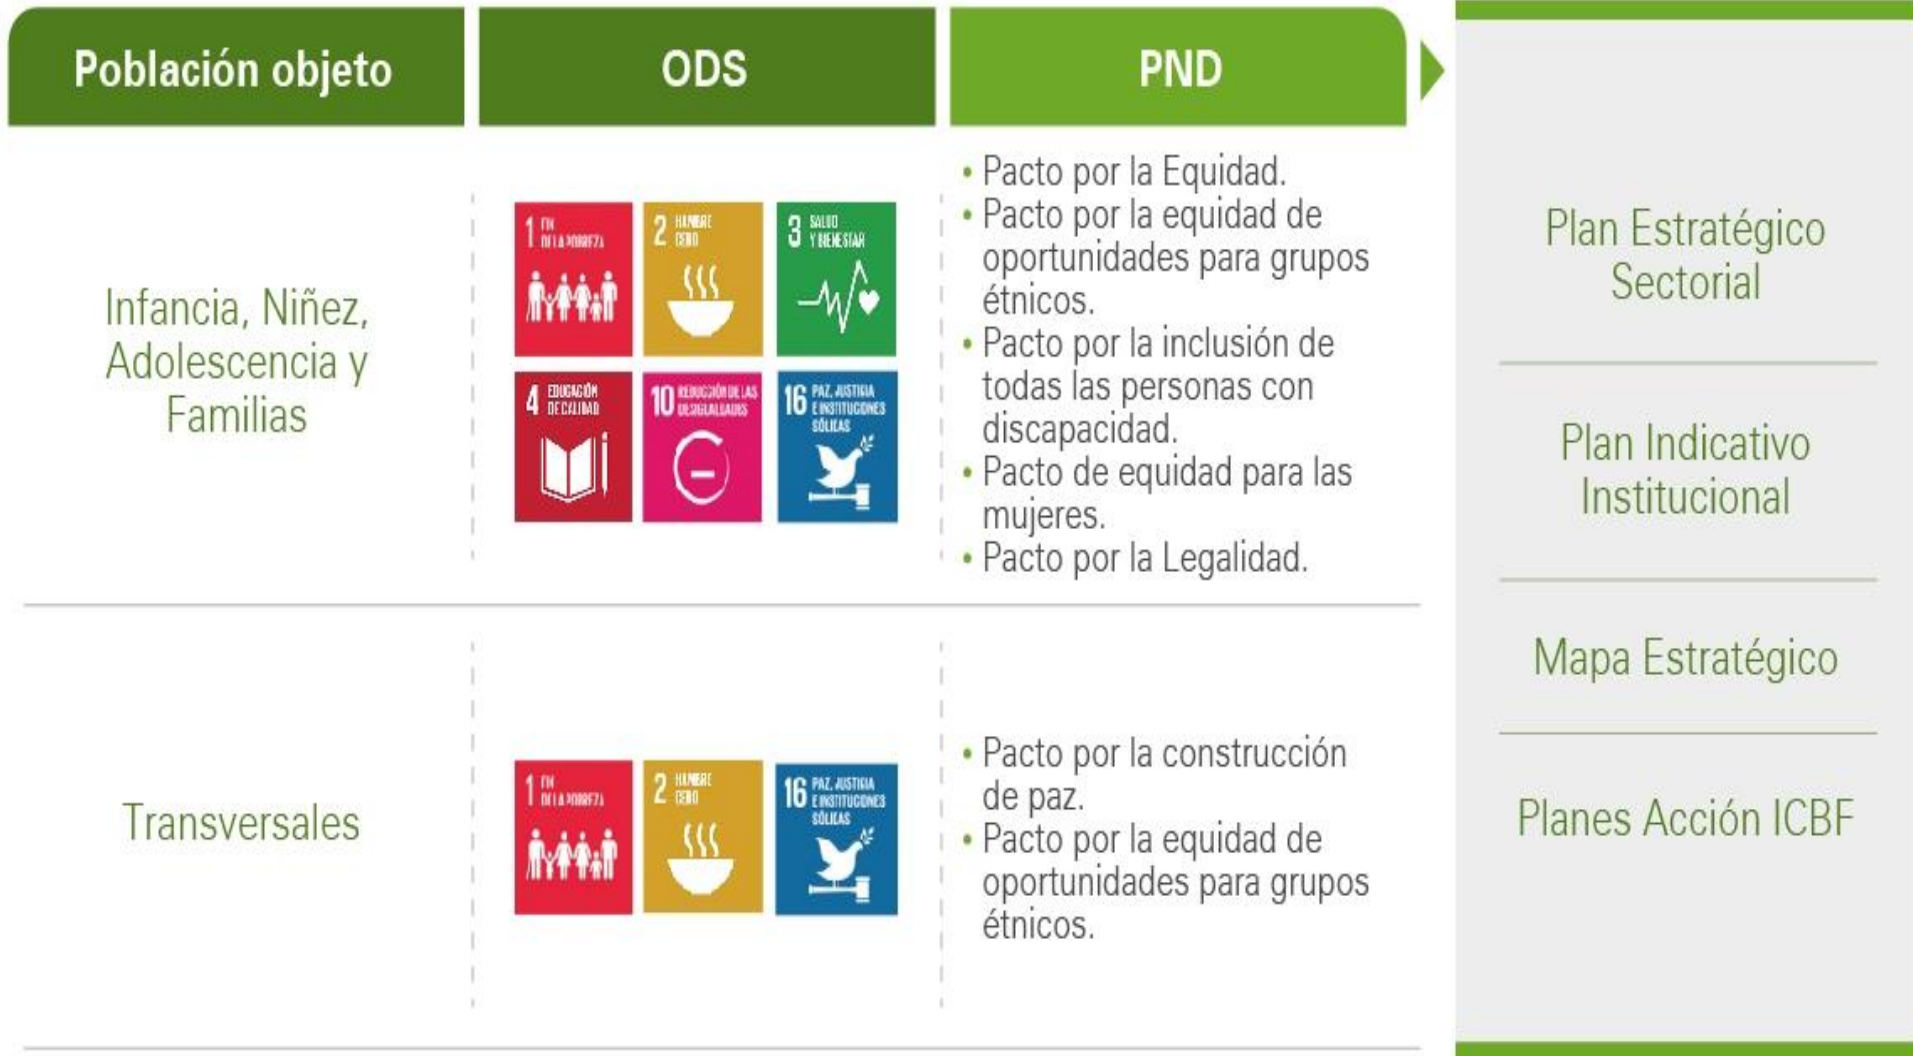 Población objeto
ODS
PND
Infancia, Niñez,
Adolescencia y
Familias
1 FIN
DE LA POBREZA
2 HAMBRE
CERO
3 SALUD
Y BIENESTAR
4 EDUCACIÓN
DE CALIDAD
10 REDUCCIÓN DE LAS
DESIGUALDADES
16 PAZ, JUSTICIA
E INSTITUCIONES
SÓLIDAS
• Pacto por la Equidad.
• Pacto por la equidad de
oportunidades para grupos
étnicos.
• Pacto por la inclusión de
todas las personas con
discapacidad.
• Pacto de equidad para las
mujeres.
• Pacto por la Legalidad.
Transversales
1 FIN
DE LA POBREZA
2 HAMBRE
CERO
16 PAZ, JUSTICIA
E INSTITUCIONES
SÓLIDAS
• Pacto por la construcción
de paz.
• Pacto por la equidad de
oportunidades para grupos
étnicos.
Plan Estratégico
Sectorial
Plan Indicativo
Institucional
Mapa Estratégico
Planes Acción ICBF